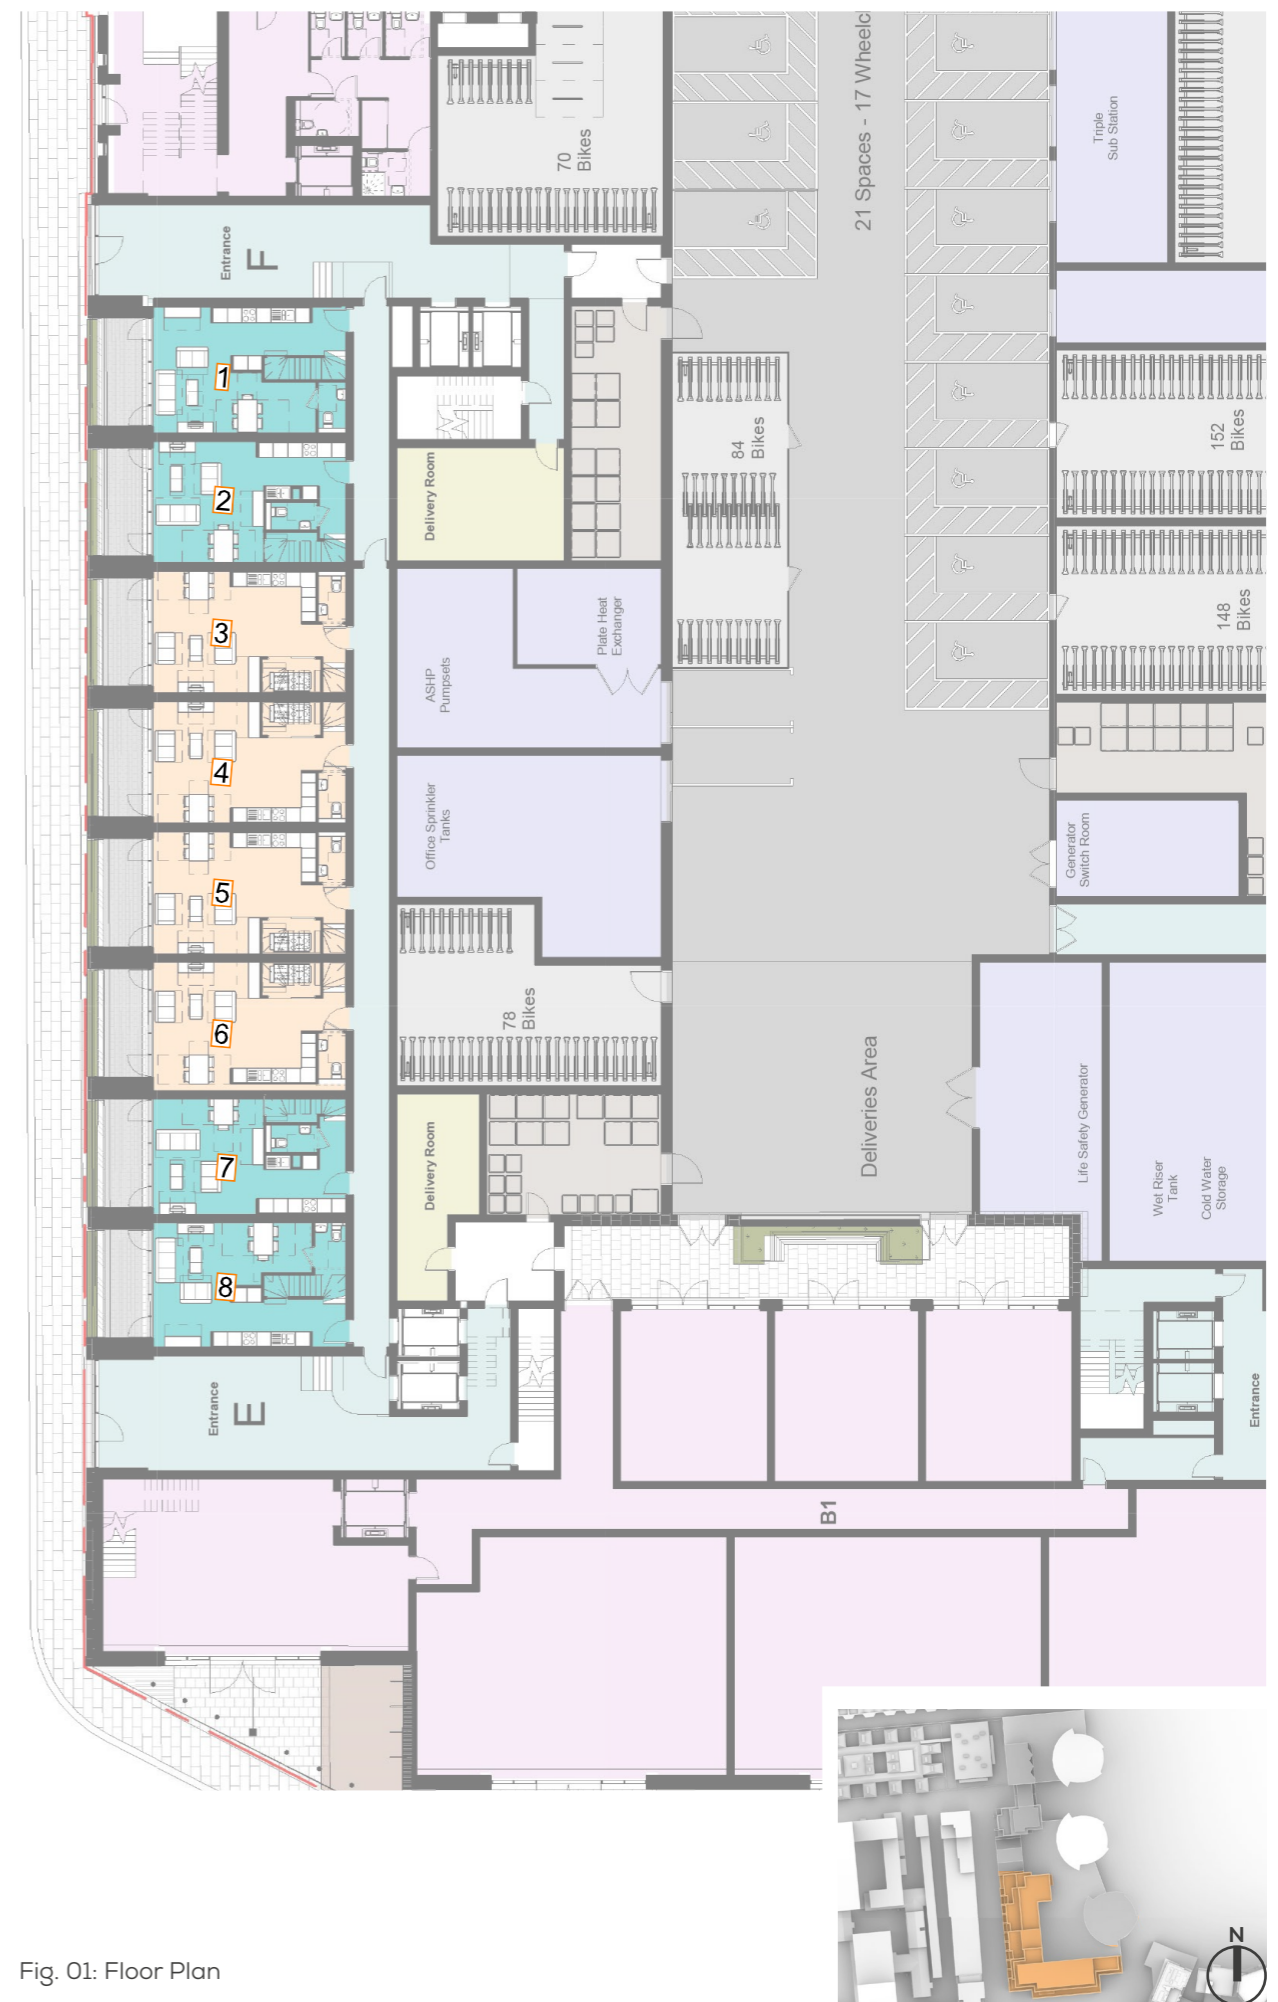 21 Spaces - 17 Wheelc
70
Bikes
Triple
Sub Station
Entrance
F
1
2
Delivery Room
84
Bikes
152
Bikes
3
Plate Heat
Exchanger
ASHP
Pumpsets
148
Bikes
4
Office Sprinkler
Tanks
Generator
Switch Room
5
6
78
Bikes
Deliveries Area
Life Safety Generator
7
Delivery Room
Wet Riser
Tank
Cold Water
Storage
8
Entrance
E
Entrance
B1
N
Fig. 01: Floor Plan